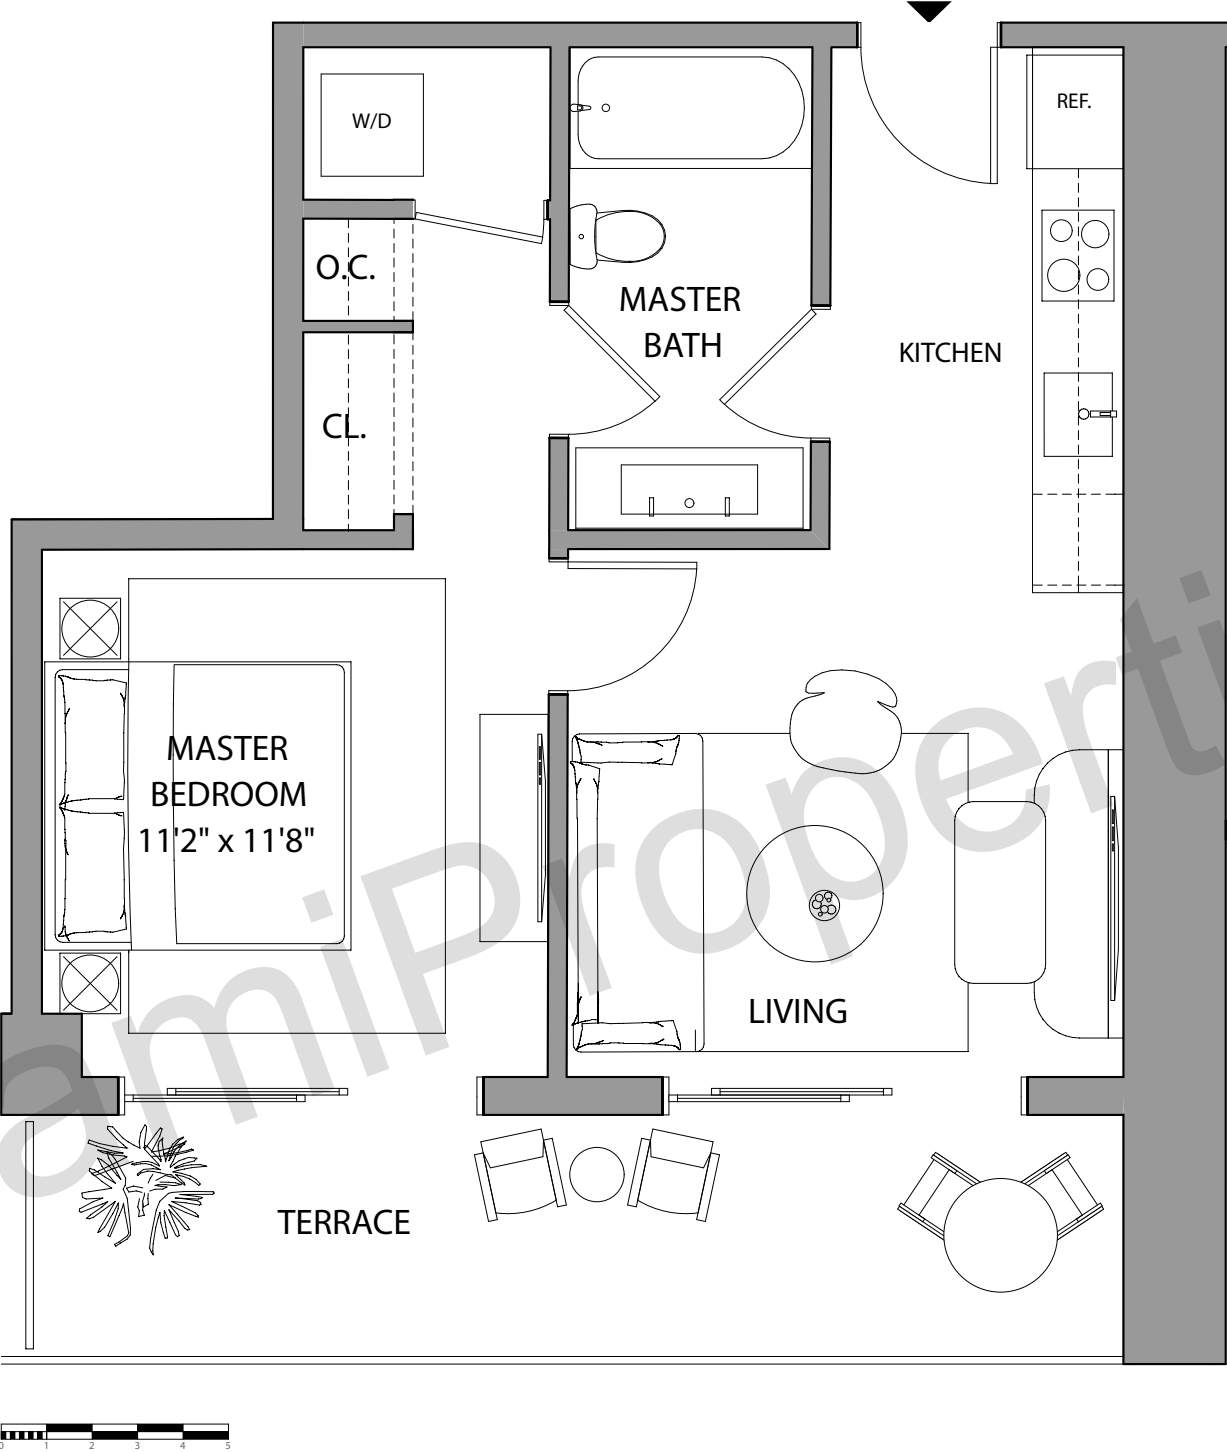 W/D
REF.
O.C.
MASTER
BATH
KITCHEN
CL.
MASTER
BEDROOM
11'2" x 11'8"
LIVING
TERRACE
amiProperti
0 1 2 3 4 5